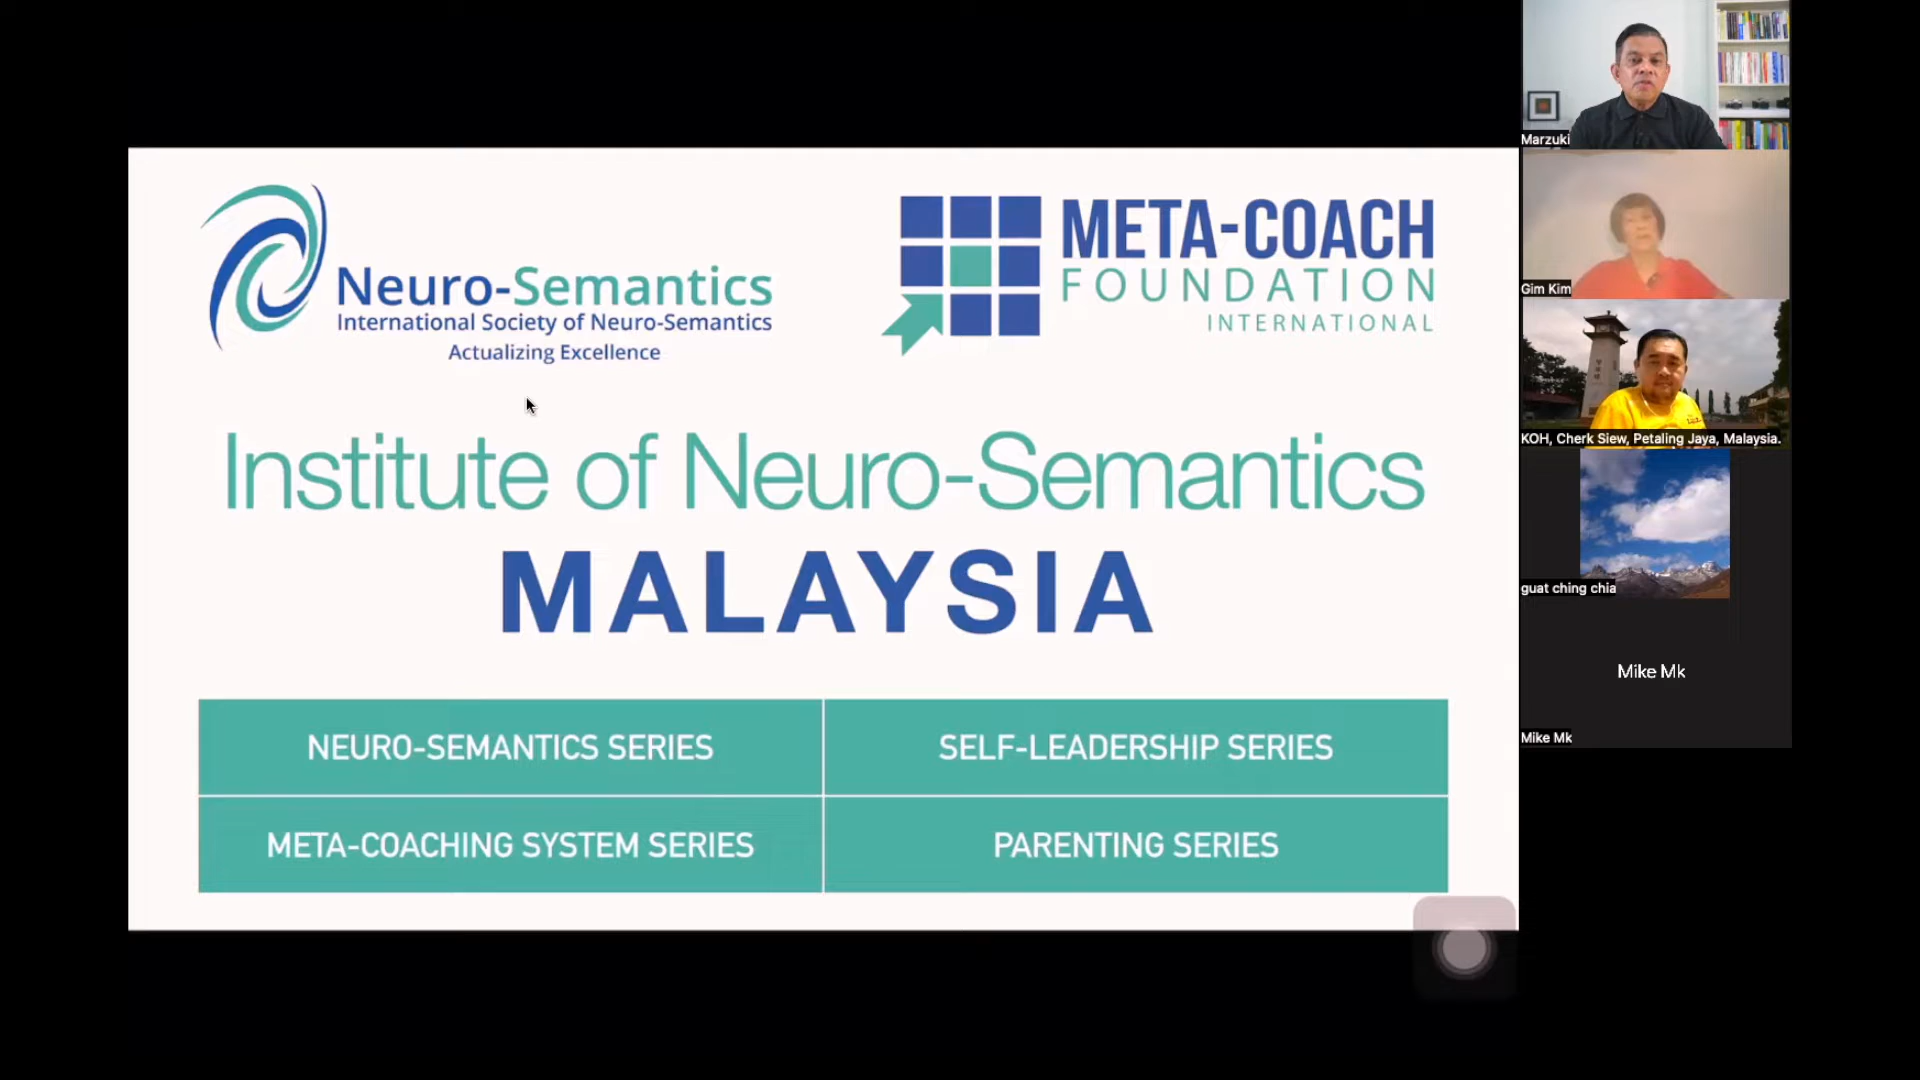 Neuro-Semantics
International Society of Neuro-Semantics
Actualizing Excellence
META-COACH
FOUNDATION
INTERNATIONAL
Institute of Neuro-Semantics
MALAYSIA
NEURO-SEMANTICS SERIES
SELF-LEADERSHIP SERIES
META-COACHING SYSTEM SERIES
PARENTING SERIES
Marzuki
Gim Kim
KOH, Cherk Siew, Petaling Jaya, Malaysia.
guat ching chia
Mike Mk
Mike Mk